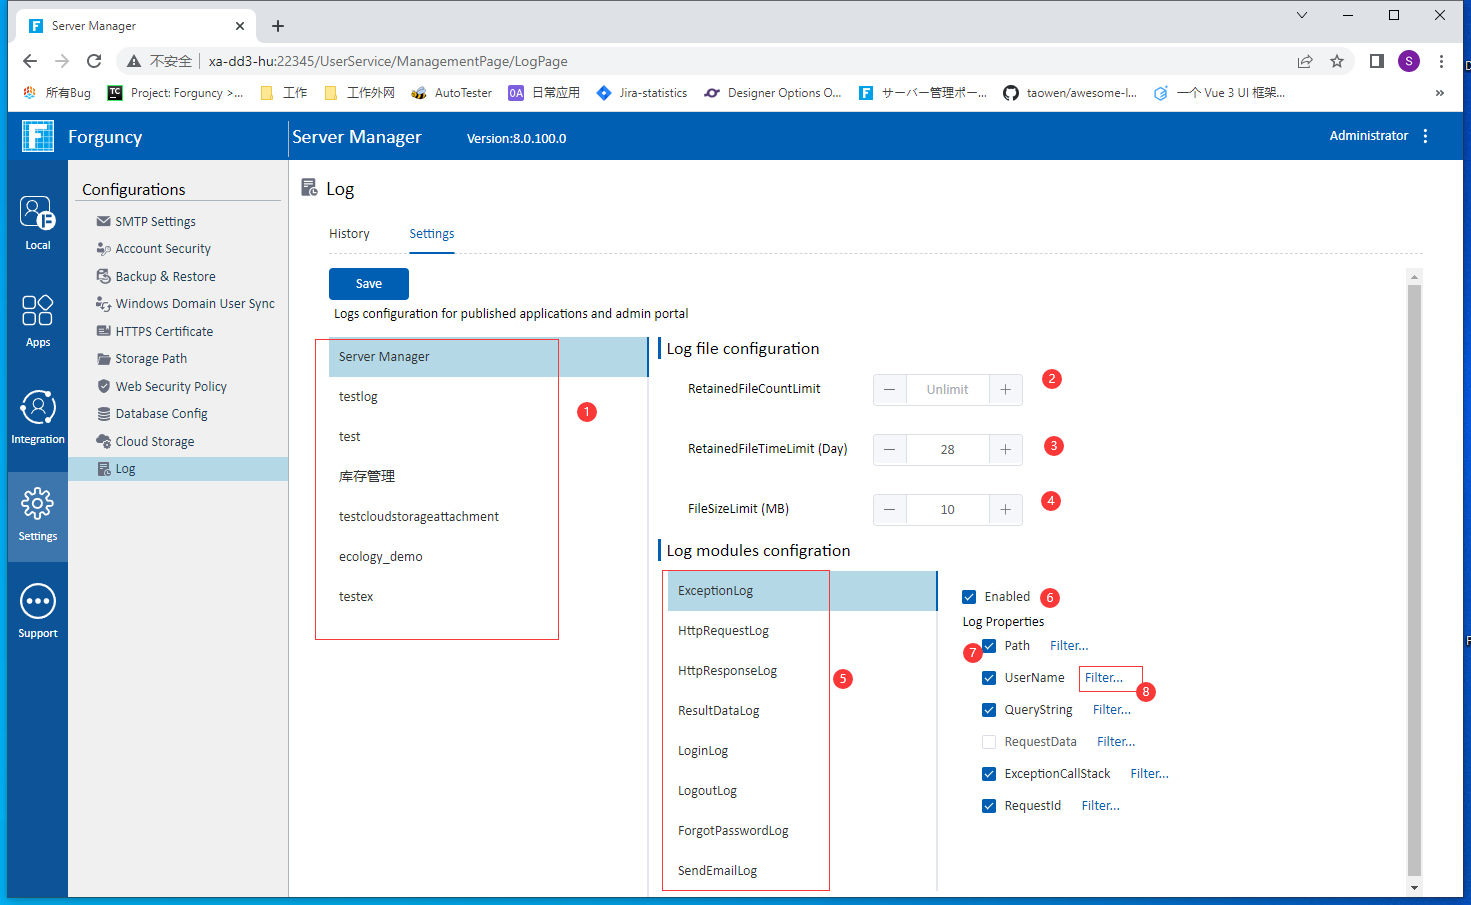 Server Manager
不安全
xa-dd3-hu:22345/UserService/ManagementPage/LogPage
S
所有Bug
Project: Forguncy >...
工作
工作外网
AutoTester
0A
日常应用
Jira-statistics
Designer Options O...
サーバー管理ポー...
taowen/awesome-l...
一个 Vue 3 UI 框架...
Forguncy
Server Manager
Version:8.0.100.0
Administrator
Local
Apps
Integration
Settings
Support
Configurations
SMTP Settings
Account Security
Backup & Restore
Windows Domain User Sync
HTTPS Certificate
Storage Path
Web Security Policy
Database Config
Cloud Storage
Log
Log
History
Settings
Save
Logs configuration for published applications and admin portal
Server Manager
testlog
test
库存管理
testcloudstorageattachment
ecology_demo
testex
1
Log file configuration
RetainedFileCountLimit
Unlimit
2
RetainedFileTimeLimit (Day)
28
3
FileSizeLimit (MB)
10
4
Log modules configration
ExceptionLog
HttpRequestLog
HttpResponseLog
ResultDataLog
LoginLog
LogoutLog
ForgotPasswordLog
SendEmailLog
5
Enabled
6
Log Properties
7
Path Filter...
UserName Filter...
8
QueryString Filter...
RequestData Filter...
ExceptionCallStack Filter...
RequestId Filter...